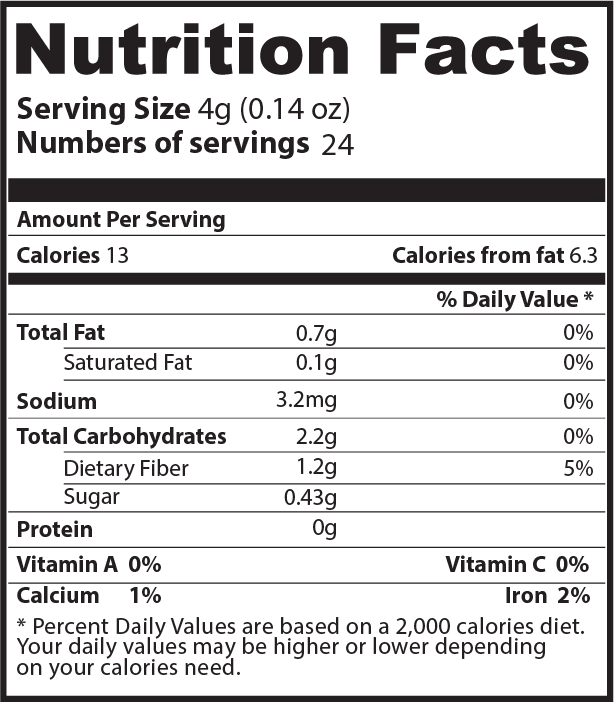 Nutrition Facts
Serving Size 4g (0.14 oz)
Numbers of servings 24
Amount Per Serving
Calories 13 Calories from fat 6.3
% Daily Value *
Total Fat 0.7g 0%
Saturated Fat 0.1g 0%
Sodium 3.2mg 0%
Total Carbohydrates 2.2g 0%
Dietary Fiber 1.2g 5%
Sugar 0.43g
Protein 0g
Vitamin A 0% Vitamin C 0%
Calcium 1% Iron 2%
* Percent Daily Values are based on a 2,000 calories diet.
Your daily values may be higher or lower depending
on your calories need.